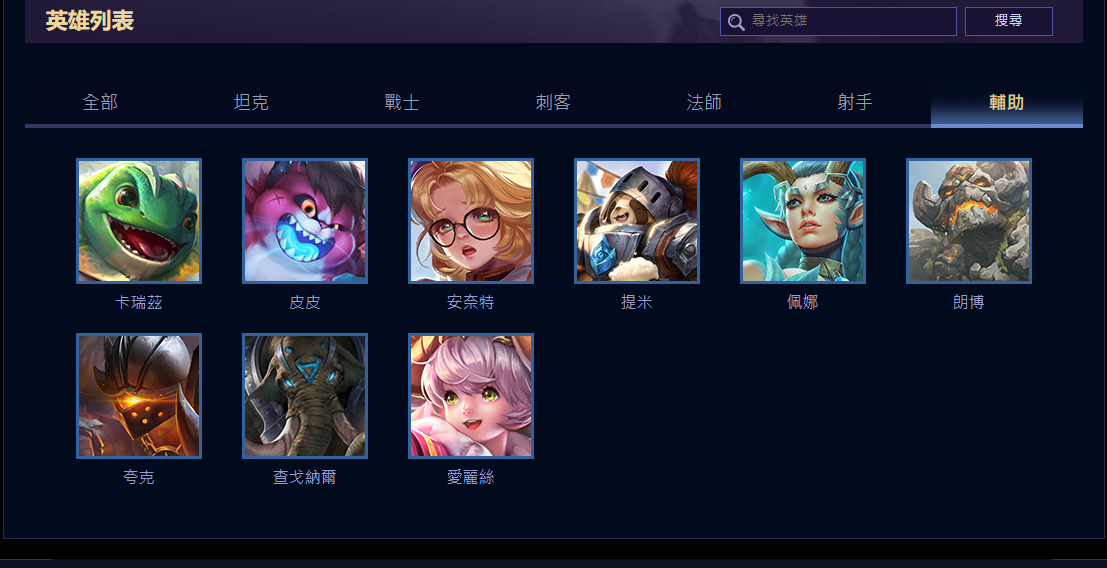 英雄列表
尋找英雄
搜尋
全部
坦克
戰士
刺客
法師
射手
輔助
卡瑞茲
皮皮
安奈特
提米
佩娜
朗博
夸克
查戈納爾
愛麗絲